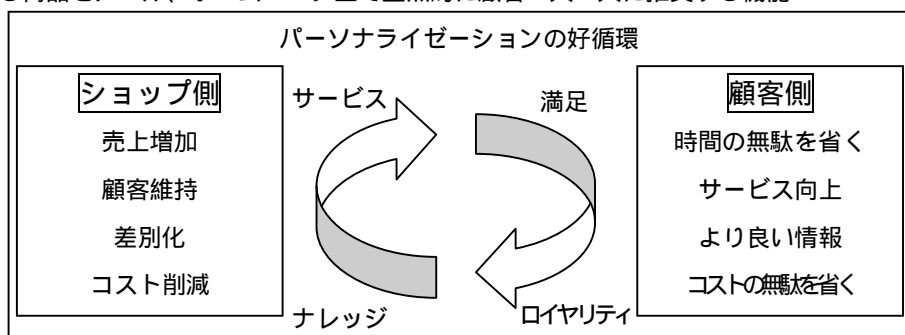 パーソナライゼーションの好循環
ショップ側
売上増加
顧客維持
差別化
コスト削減
サービス
満足
ナレッジ
ロイヤリティ
顧客側
時間の無駄を省く
サービス向上
より良い情報
コストの無駄を省く